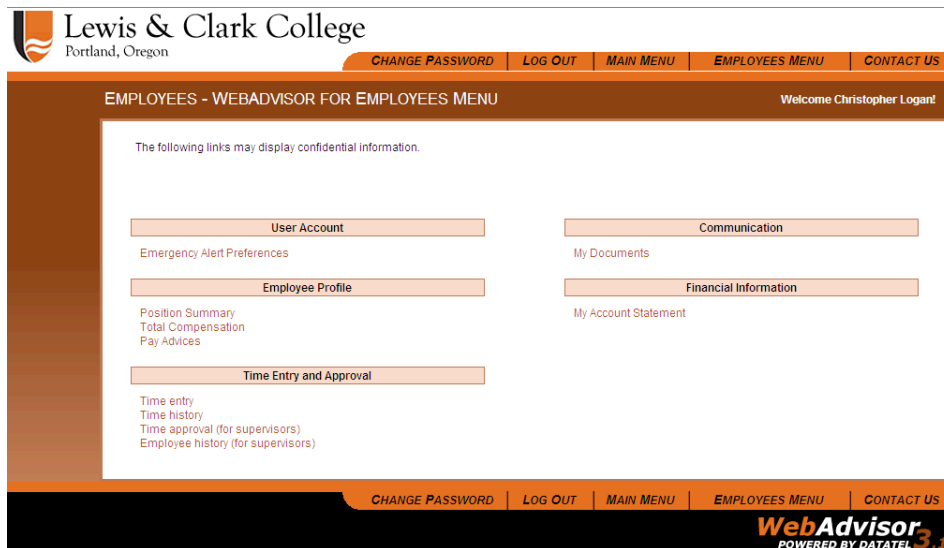 Lewis & Clark College
Portland, Oregon
CHANGE PASSWORD LOG OUT MAIN MENU EMPLOYEES MENU CONTACT US
EMPLOYEES - WEBADVISOR FOR EMPLOYEES MENU Welcome Christopher Logan!
The following links may display confidential information.
User Account
Emergency Alert Preferences
Employee Profile
Position Summary
Total Compensation
Pay Advices
Time Entry and Approval
Time entry
Time history
Time approval (for supervisors)
Employee history (for supervisors)
Communication
My Documents
Financial Information
My Account Statement
CHANGE PASSWORD LOG OUT MAIN MENU EMPLOYEES MENU CONTACT US
WebAdvisor
POWERED BY DATATEL